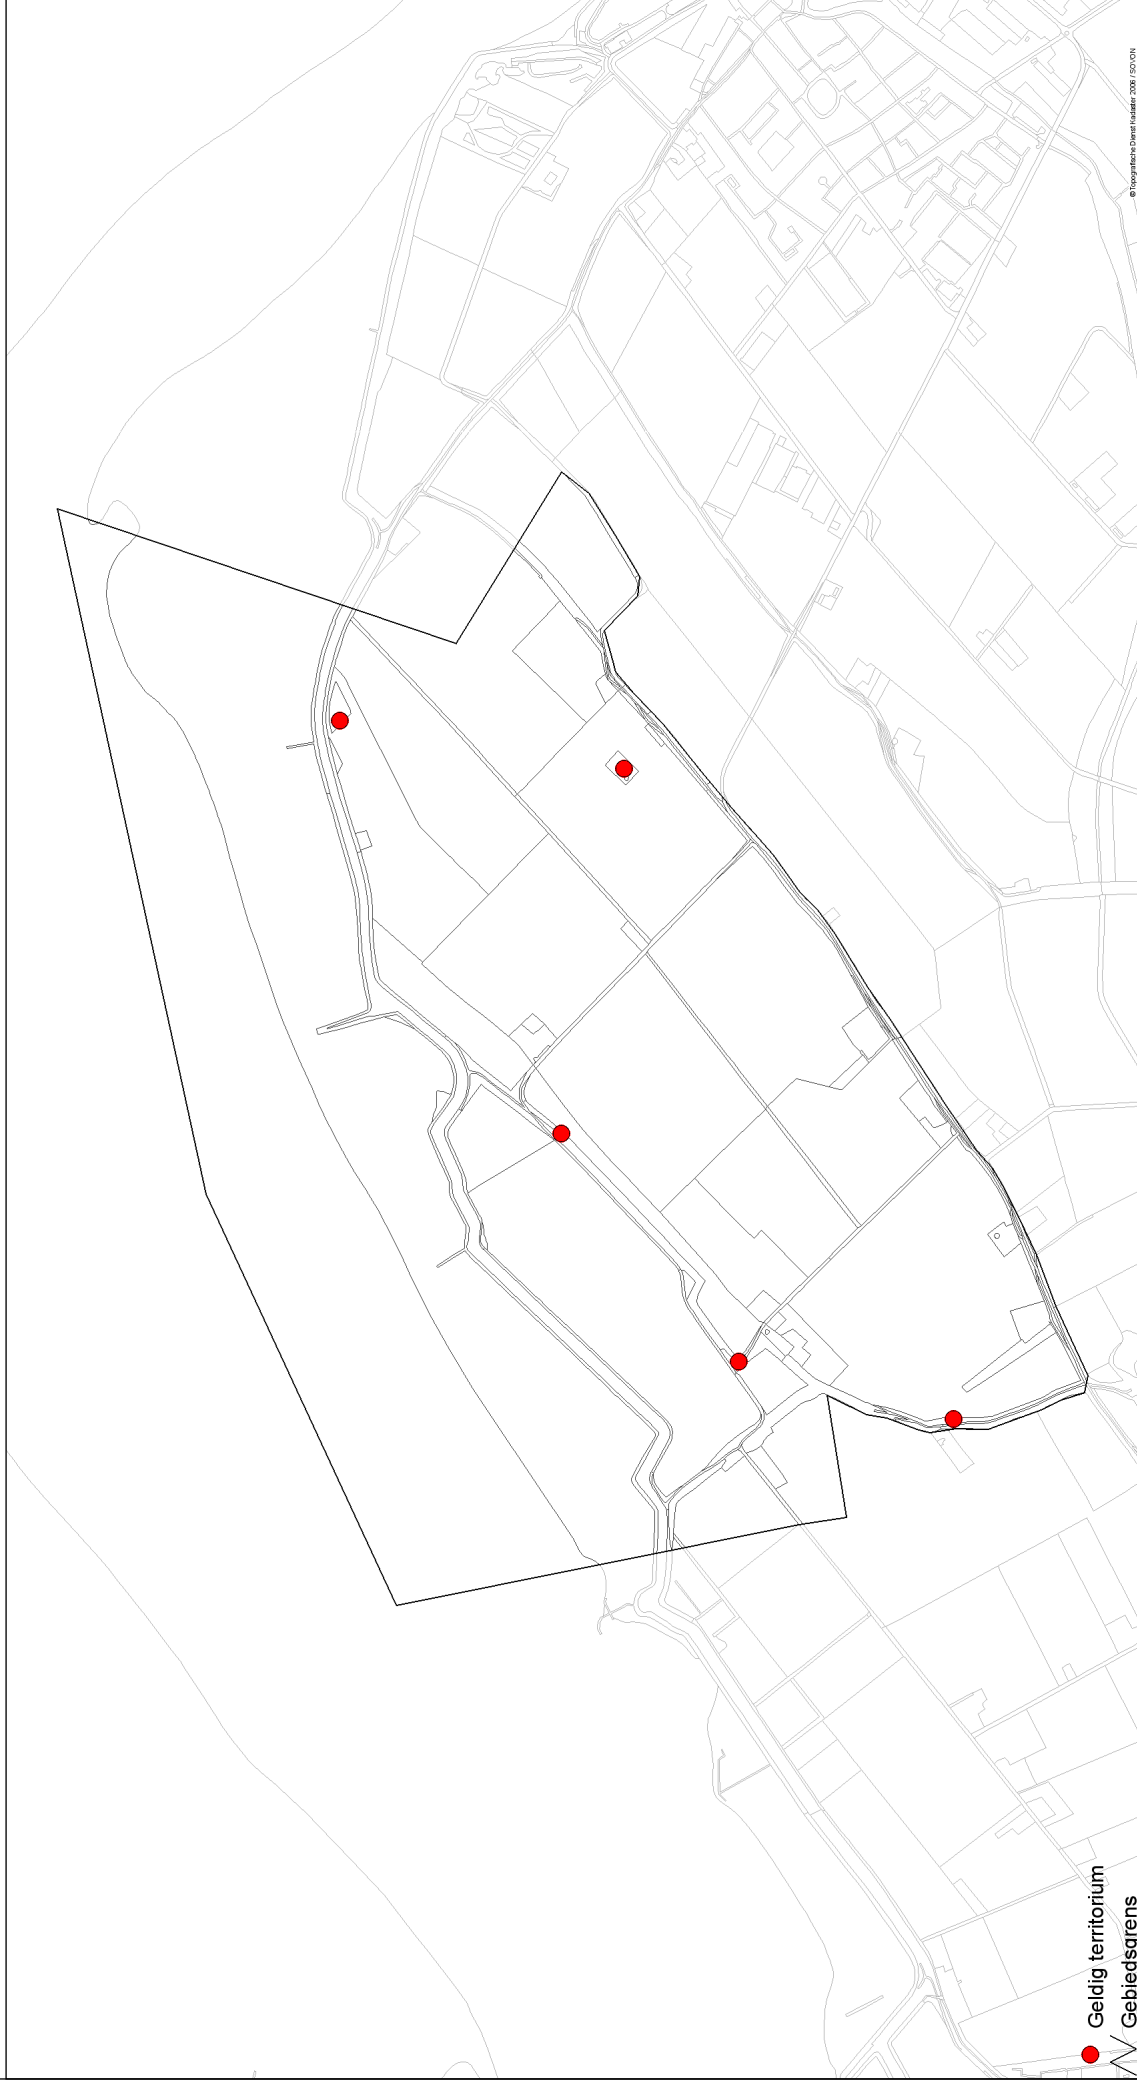 © Topografische Dienst Kadaster 2006 / SOVON
Geldig territorium
Gebiedsgrens